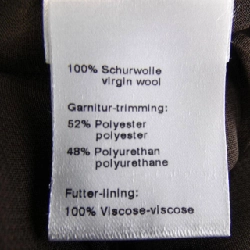 100% Schurwolle
virgin wool
Garnitur-trimming:
52% Polyester
polyester
48% Polyurethan
polyurethane
Futter-lining:
100% Viscose-viscose